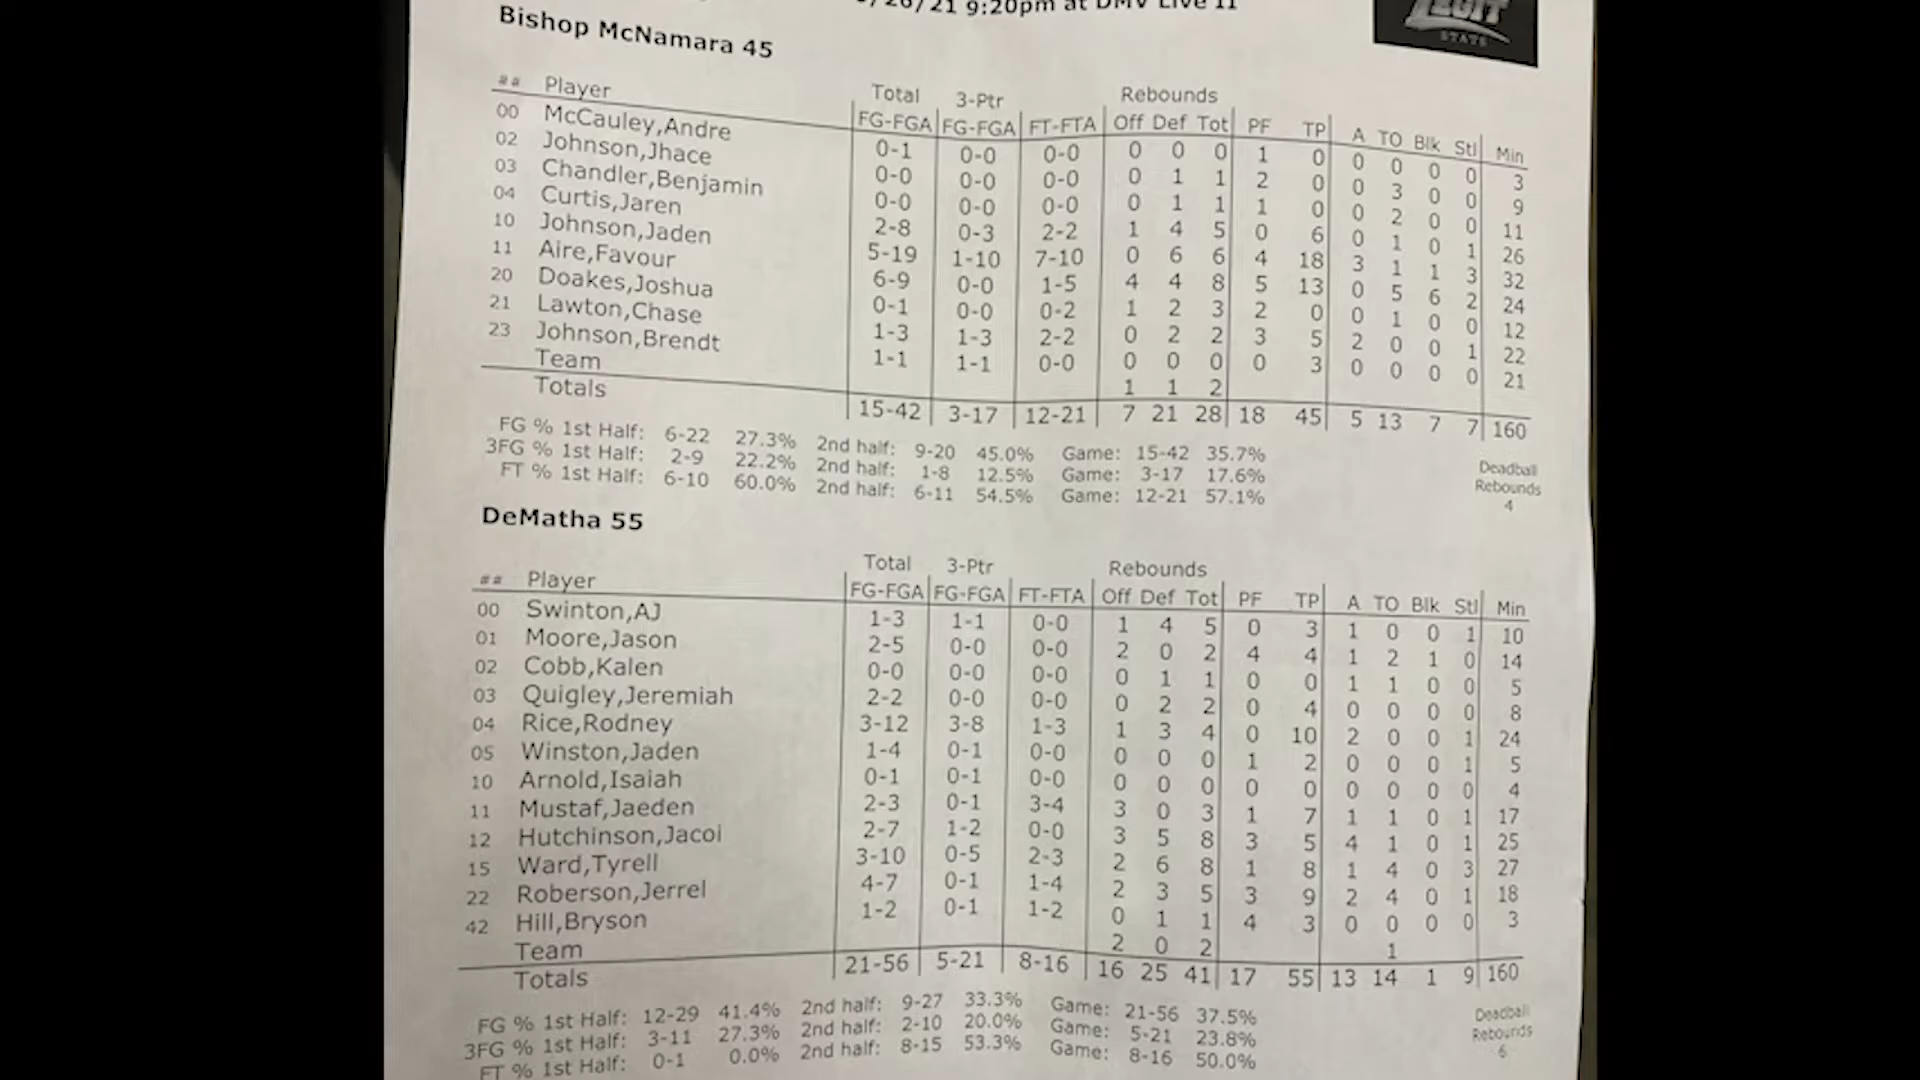 /26/21 9:20pm at DMV Live II
STATS
Bishop McNamara 45
Total 3-Ptr Rebounds
## Player FG-FGA FG-FGA FT-FTA Off Def Tot PF TP A TO Blk Stl Min
00 McCauley,Andre 0-1 0-0 0-0 0 0 0 1 0 0 0 0 0 3
02 Johnson,Jhace 0-0 0-0 0-0 0 1 1 2 0 0 3 0 0 9
03 Chandler,Benjamin 0-0 0-0 0-0 0 1 1 1 0 0 2 0 0 11
04 Curtis,Jaren 2-8 0-3 2-2 1 4 5 0 6 0 1 0 1 26
10 Johnson,Jaden 5-19 1-10 7-10 0 6 6 4 18 3 1 1 3 32
11 Aire,Favour 6-9 0-0 1-5 4 4 8 5 13 0 5 6 2 24
20 Doakes,Joshua 0-1 0-0 0-2 1 2 3 2 0 0 1 0 0 12
21 Lawton,Chase 1-3 1-3 2-2 0 2 2 3 5 2 0 0 1 22
23 Johnson,Brendt 1-1 1-1 0-0 0 0 0 0 3 0 0 0 0 21
Team 1 1 2
Totals 15-42 3-17 12-21 7 21 28 18 45 5 13 7 7 160
FG % 1st Half: 6-22 27.3% 2nd half: 9-20 45.0% Game: 15-42 35.7%
3FG % 1st Half: 2-9 22.2% 2nd half: 1-8 12.5% Game: 3-17 17.6%
FT % 1st Half: 6-10 60.0% 2nd half: 6-11 54.5% Game: 12-21 57.1%
Deadball
Rebounds
4
DeMatha 55
Total 3-Ptr Rebounds
## Player FG-FGA FG-FGA FT-FTA Off Def Tot PF TP A TO Blk Stl Min
00 Swinton,AJ 1-3 1-1 0-0 1 4 5 0 3 1 0 0 1 10
01 Moore,Jason 2-5 0-0 0-0 2 0 2 4 4 1 2 1 0 14
02 Cobb,Kalen 0-0 0-0 0-0 0 1 1 0 0 1 1 0 0 5
03 Quigley,Jeremiah 2-2 0-0 0-0 0 2 2 0 4 0 0 0 0 8
04 Rice,Rodney 3-12 3-8 1-3 1 3 4 0 10 2 0 0 1 24
05 Winston,Jaden 1-4 0-1 0-0 0 0 0 1 2 0 0 0 1 5
10 Arnold,Isaiah 0-1 0-1 0-0 0 0 0 0 0 0 0 0 0 4
11 Mustaf,Jaeden 2-3 0-1 3-4 3 0 3 1 7 1 1 0 1 17
12 Hutchinson,Jacoi 2-7 1-2 0-0 3 5 8 3 5 4 1 0 1 25
15 Ward,Tyrell 3-10 0-5 2-3 2 6 8 1 8 1 4 0 3 27
22 Roberson,Jerrel 4-7 0-1 1-4 2 3 5 3 9 2 4 0 1 18
42 Hill,Bryson 1-2 0-1 1-2 0 1 1 4 3 0 0 0 0 3
Team 2 0 2 1
Totals 21-56 5-21 8-16 16 25 41 17 55 13 14 1 9 160
FG % 1st Half: 12-29 41.4% 2nd half: 9-27 33.3% Game: 21-56 37.5%
3FG % 1st Half: 3-11 27.3% 2nd half: 2-10 20.0% Game: 5-21 23.8%
FT % 1st Half: 0-1 0.0% 2nd half: 8-15 53.3% Game: 8-16 50.0%
Deadball
Rebounds
6